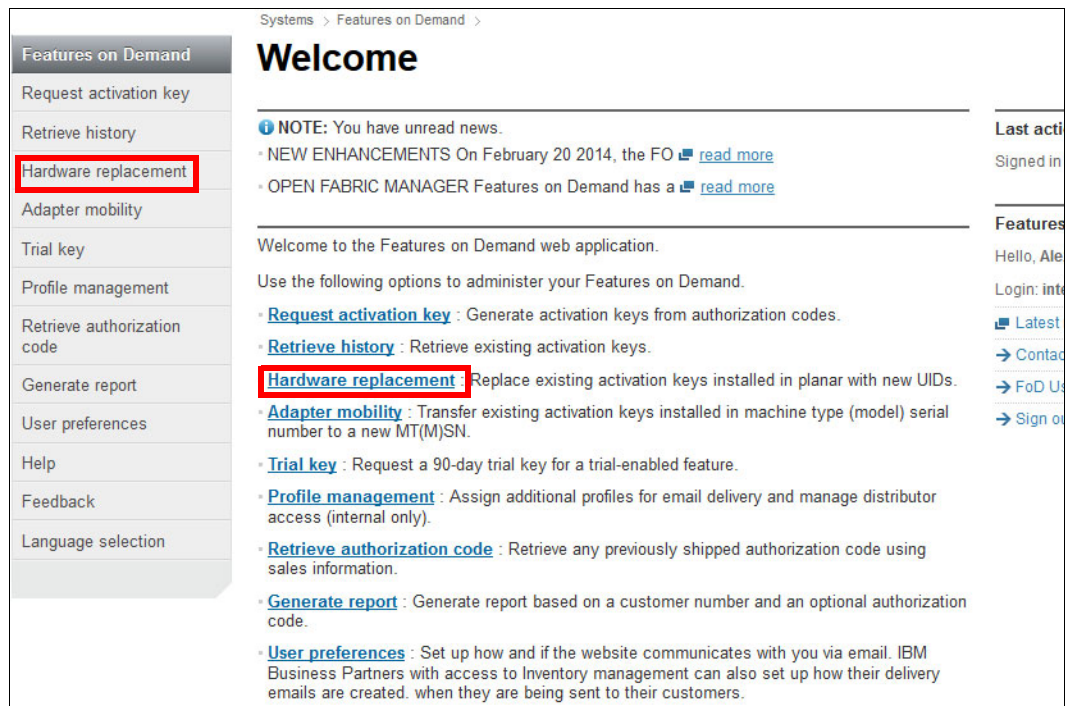 Systems > Features on Demand >
Features on Demand
Request activation key
Retrieve history
Hardware replacement
Adapter mobility
Trial key
Profile management
Retrieve authorization
code
Generate report
User preferences
Help
Feedback
Language selection
Welcome
NOTE: You have unread news.
NEW ENHANCEMENTS On February 20 2014, the FO read more
OPEN FABRIC MANAGER Features on Demand has a read more
Welcome to the Features on Demand web application.
Use the following options to administer your Features on Demand.
Request activation key : Generate activation keys from authorization codes.
Retrieve history : Retrieve existing activation keys.
Hardware replacement : Replace existing activation keys installed in planar with new UIDs.
Adapter mobility : Transfer existing activation keys installed in machine type (model) serial
number to a new MT(M)SN.
Trial key : Request a 90-day trial key for a trial-enabled feature.
Profile management : Assign additional profiles for email delivery and manage distributor
access (internal only).
Retrieve authorization code : Retrieve any previously shipped authorization code using
sales information.
Generate report : Generate report based on a customer number and an optional authorization
code.
User preferences : Set up how and if the website communicates with you via email. IBM
Business Partners with access to Inventory management can also set up how their delivery
emails are created. when they are being sent to their customers.
Last acti
Signed in
Features
Hello, Ale
Login: inte
Latest
Contac
FoD Us
Sign ou